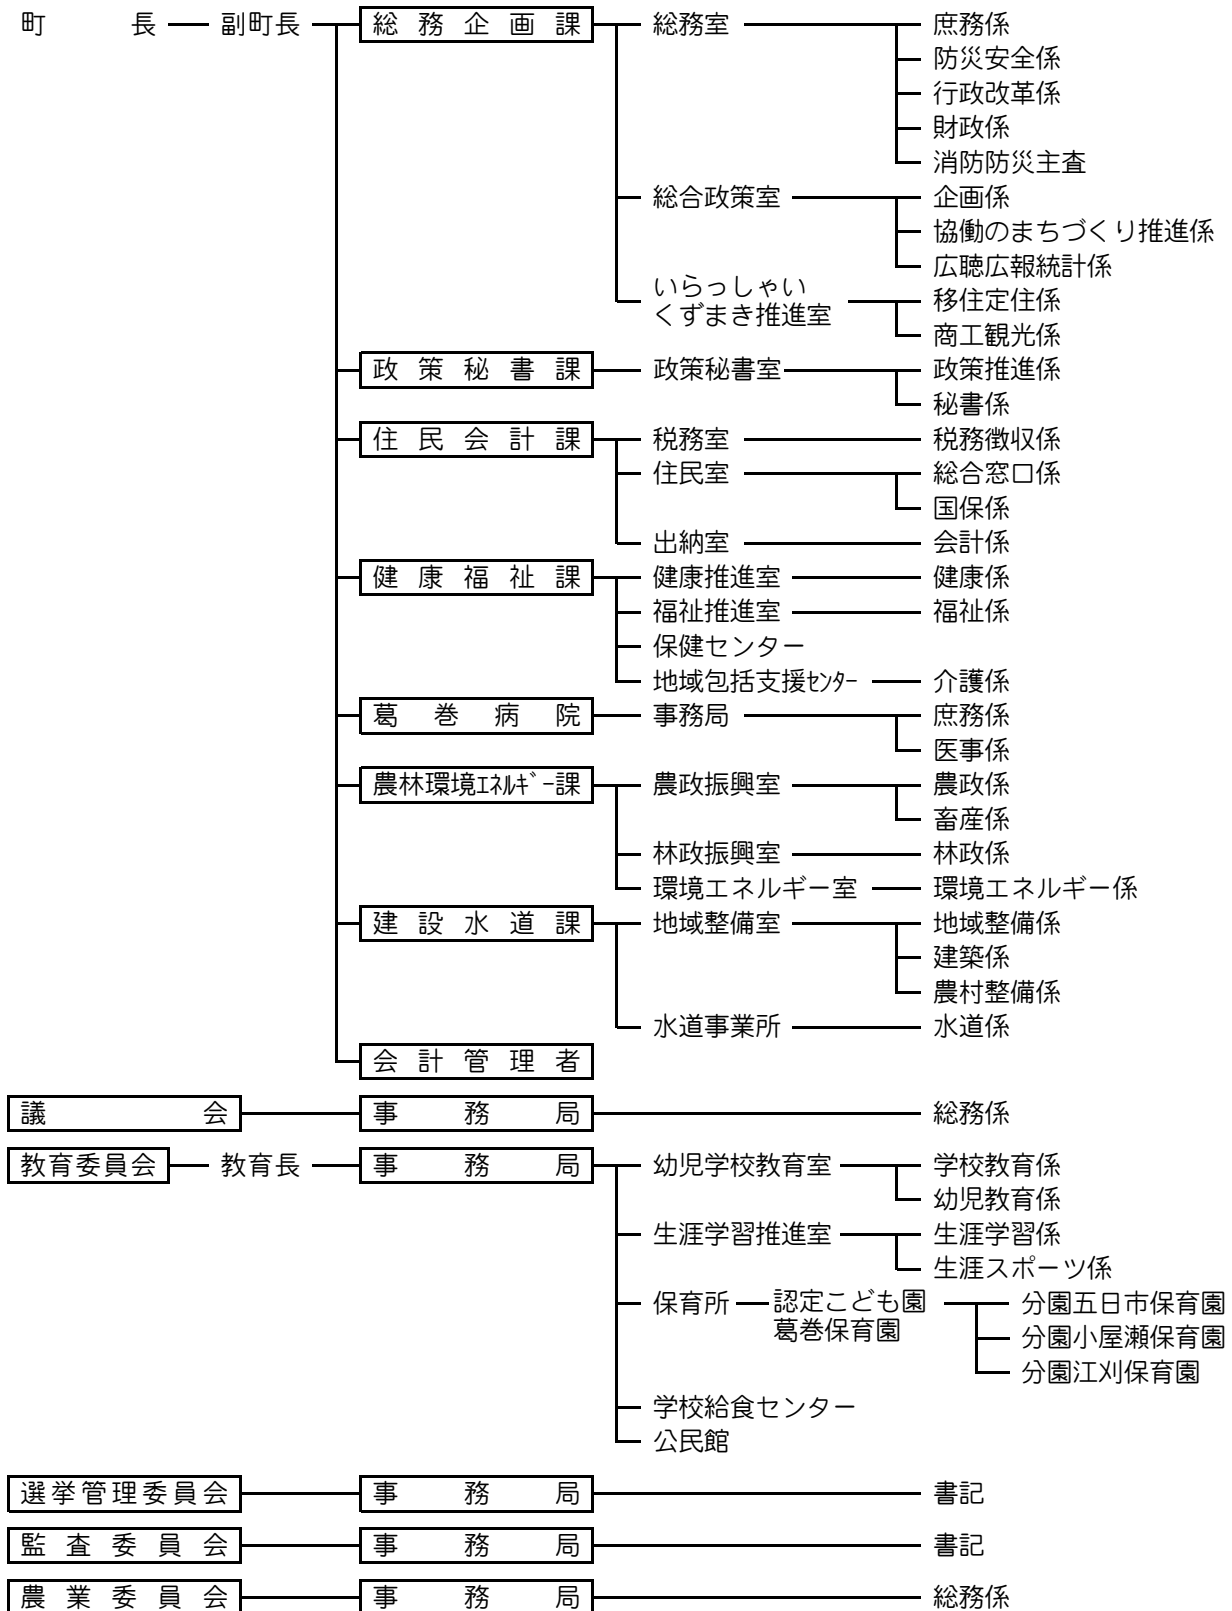 町長 副町長 総務企画課 総務室 庶務係
防災安全係
行政改革係
財政係
消防防災主査
総合政策室 企画係
協働のまちづくり推進係
広聴広報統計係
いらっしゃい
くずまき推進室 移住定住係
商工観光係
政策秘書課 政策秘書室 政策推進係
秘書係
住民会計課 税務室 税務徴収係
住民室 総合窓口係
国保係
出納室 会計係
健康福祉課 健康推進室 健康係
福祉推進室 福祉係
保健センター
地域包括支援ｾﾝﾀｰ 介護係
葛巻病院 事務局 庶務係
医事係
農林環境ｴﾈﾙｷﾞｰ課 農政振興室 農政係
畜産係
林政振興室 林政係
環境エネルギー室 環境エネルギー係
建設水道課 地域整備室 地域整備係
建築係
農村整備係
水道事業所 水道係
会計管理者
議会 事務局 総務係
教育委員会 教育長 事務局 幼児学校教育室 学校教育係
幼児教育係
生涯学習推進室 生涯学習係
生涯スポーツ係
保育所 認定こども園 分園五日市保育園
葛巻保育園
分園小屋瀬保育園
分園江刈保育園
学校給食センター
公民館
選挙管理委員会 事務局 書記
監査委員会 事務局 書記
農業委員会 事務局 総務係